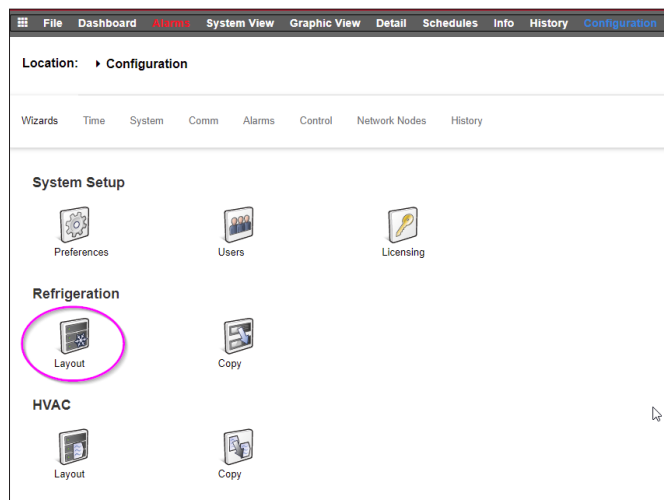 File Dashboard Alarms System View Graphic View Detail Schedules Info History Configuration
Location: Configuration
Wizards Time System Comm Alarms Control Network Nodes History
System Setup
Preferences Users Licensing
Refrigeration
Layout Copy
HVAC
Layout Copy